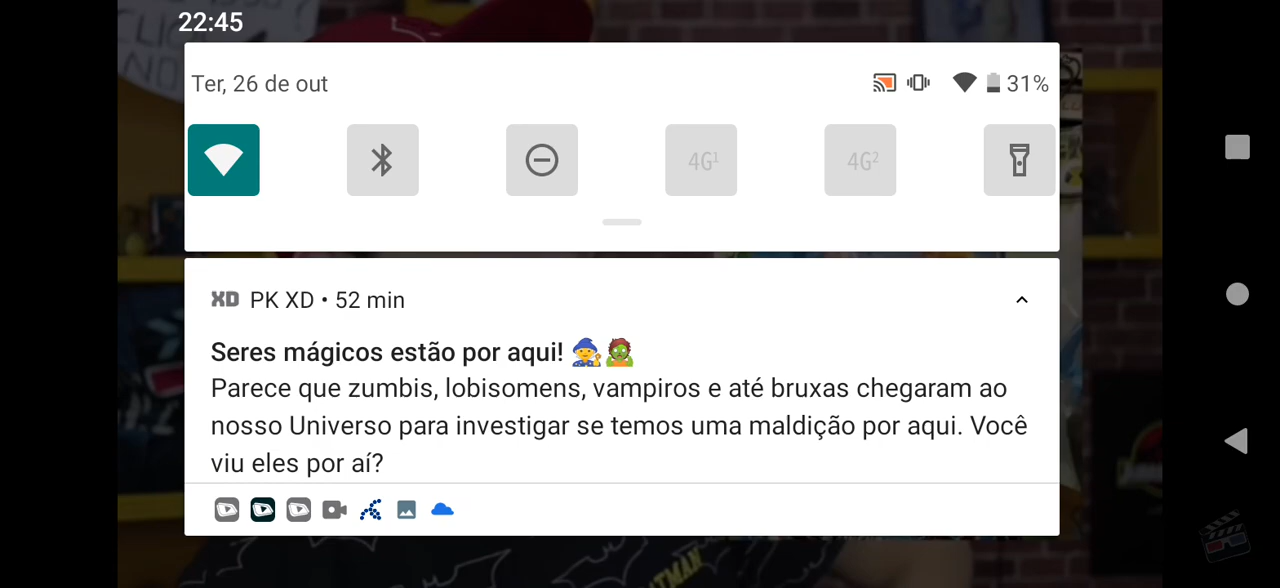 22:45
Ter, 26 de out
31%
4G¹
4G²
XD PK XD • 52 min
Seres mágicos estão por aqui! 🧙🧟
Parece que zumbis, lobisomens, vampiros e até bruxas chegaram ao
nosso Universo para investigar se temos uma maldição por aqui. Você
viu eles por aí?
BATMAN